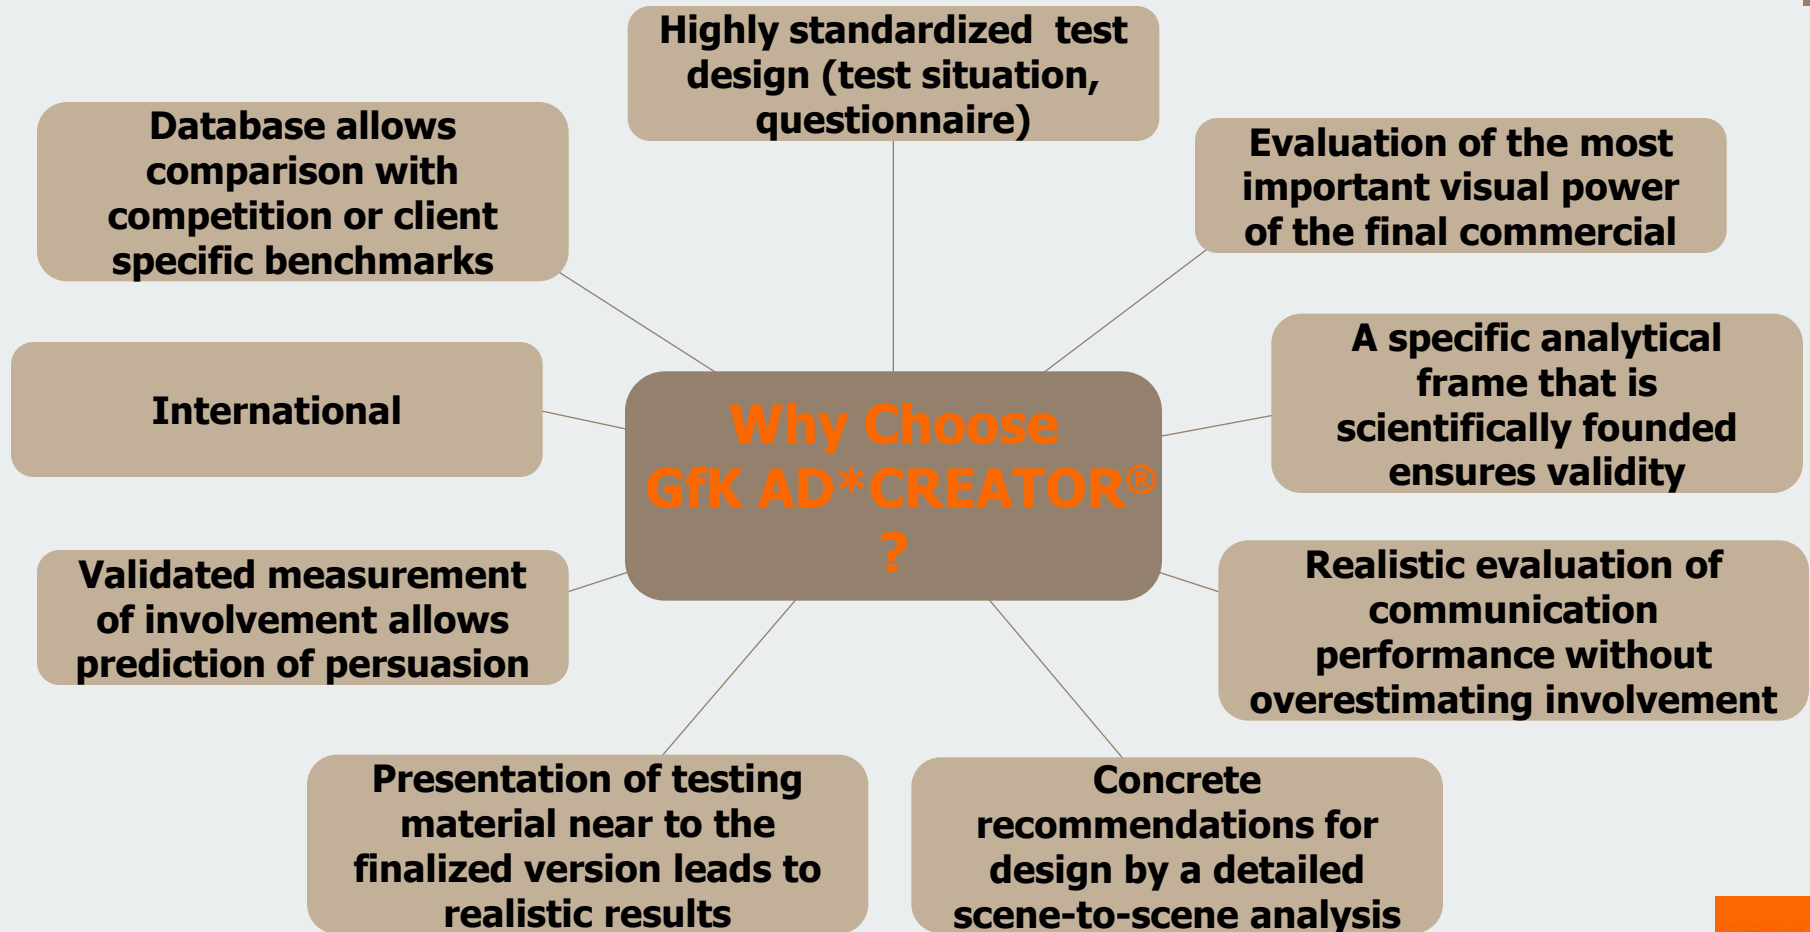 Highly standardized test
design (test situation,
questionnaire)
Database allows
comparison with
competition or client
specific benchmarks
Evaluation of the most
important visual power
of the final commercial
A specific analytical
frame that is
scientifically founded
ensures validity
International
Why Choose
GfK AD*CREATOR®
?
Validated measurement
of involvement allows
prediction of persuasion
Realistic evaluation of
communication
performance without
overestimating involvement
Presentation of testing
material near to the
finalized version leads to
realistic results
Concrete
recommendations for
design by a detailed
scene-to-scene analysis